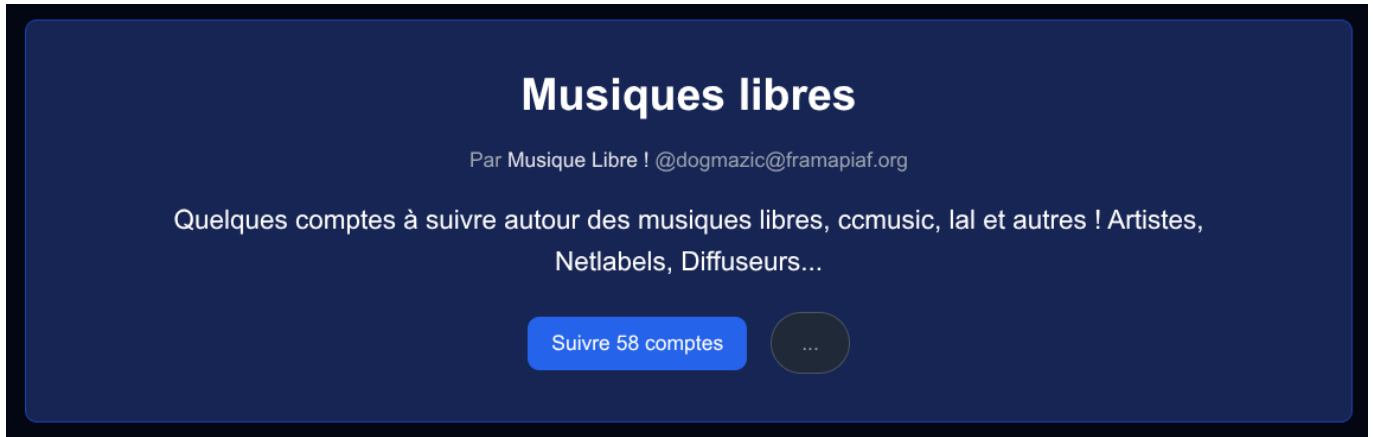 Musiques libres
Par Musique Libre ! @dogmazic@framapiaf.org
Quelques comptes à suivre autour des musiques libres, ccmusic, lal et autres ! Artistes,
Netlabels, Diffuseurs...
Suivre 58 comptes ...